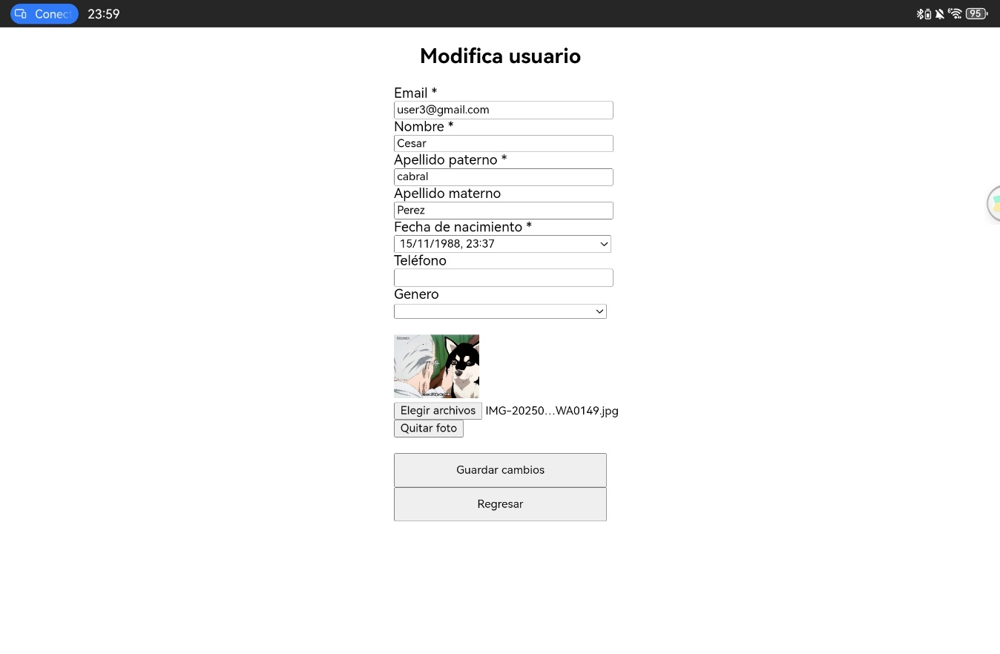 Conec
23:59
95
Modifica usuario
Email *
user3@gmail.com
Nombre *
Cesar
Apellido paterno *
cabral
Apellido materno
Perez
Fecha de nacimiento *
15/11/1988, 23:37
Teléfono
Genero
Elegir archivos IMG-20250...WA0149.jpg
Quitar foto
Guardar cambios
Regresar